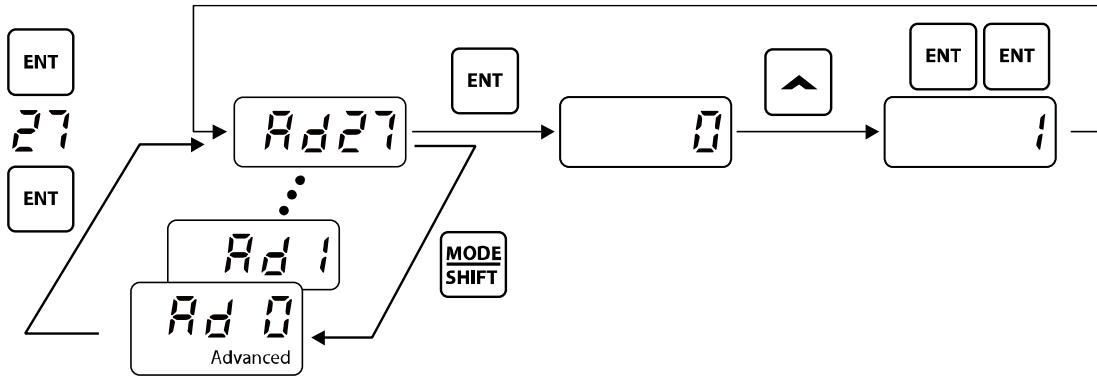 ENT
27
ENT
Ad27
Ad 1
Ad 0
Advanced
ENT
MODE
SHIFT
0
ENT ENT
1